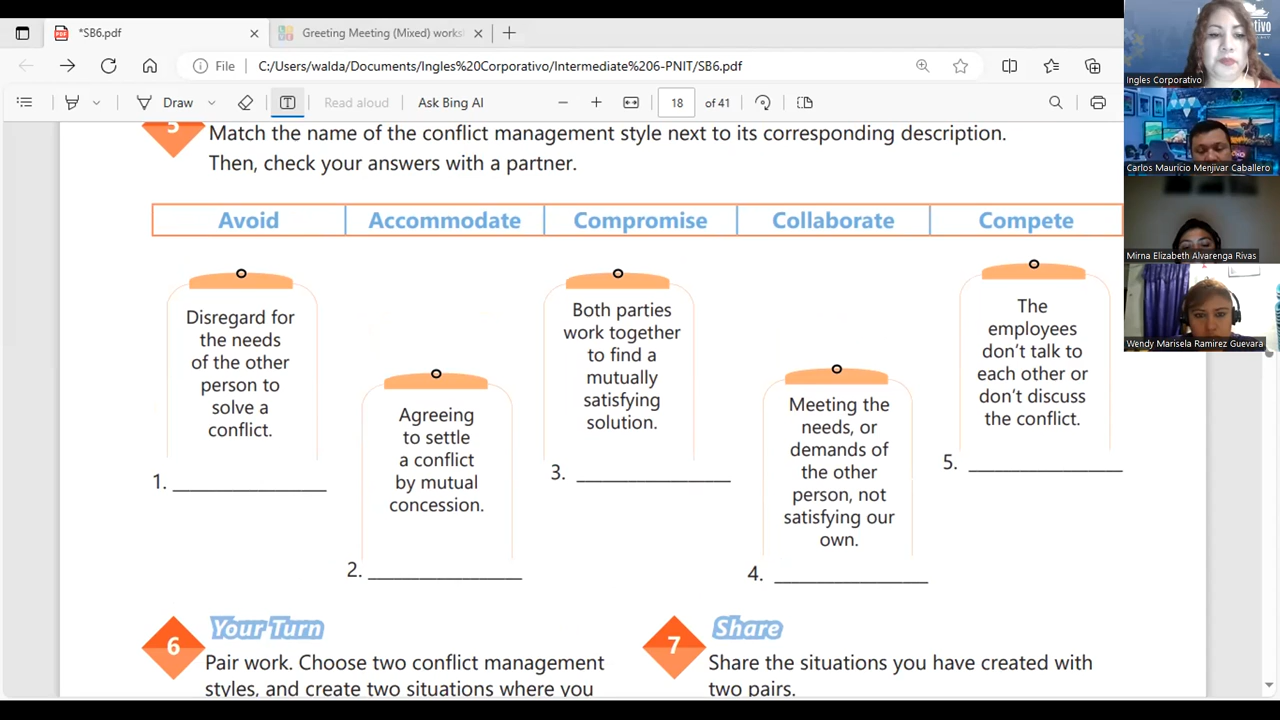 *SB6.pdf
Greeting Meeting (Mixed) works
File
C:/Users/walda/Documents/Ingles%20Corporativo/Intermediate%206-PNIT/SB6.pdf
Draw
Read aloud
Ask Bing AI
18 of 41
5
Match the name of the conflict management style next to its corresponding description.
Then, check your answers with a partner.
Avoid
Accommodate
Compromise
Collaborate
Compete
Disregard for
the needs
of the other
person to
solve a
conflict.
1. _______________
Agreeing
to settle
a conflict
by mutual
concession.
2. _______________
Both parties
work together
to find a
mutually
satisfying
solution.
3. _______________
Meeting the
needs, or
demands of
the other
person, not
satisfying our
own.
4. _______________
The
employees
don't talk to
each other or
don't discuss
the conflict.
5. _______________
6
Your Turn
Pair work. Choose two conflict management
styles, and create two situations where you
7
Share
Share the situations you have created with
two pairs.
Ingles Corporativo
Carlos Mauricio Menjivar Caballero
Mirna Elizabeth Alvarenga Rivas
Wendy Marisela Ramirez Guevara